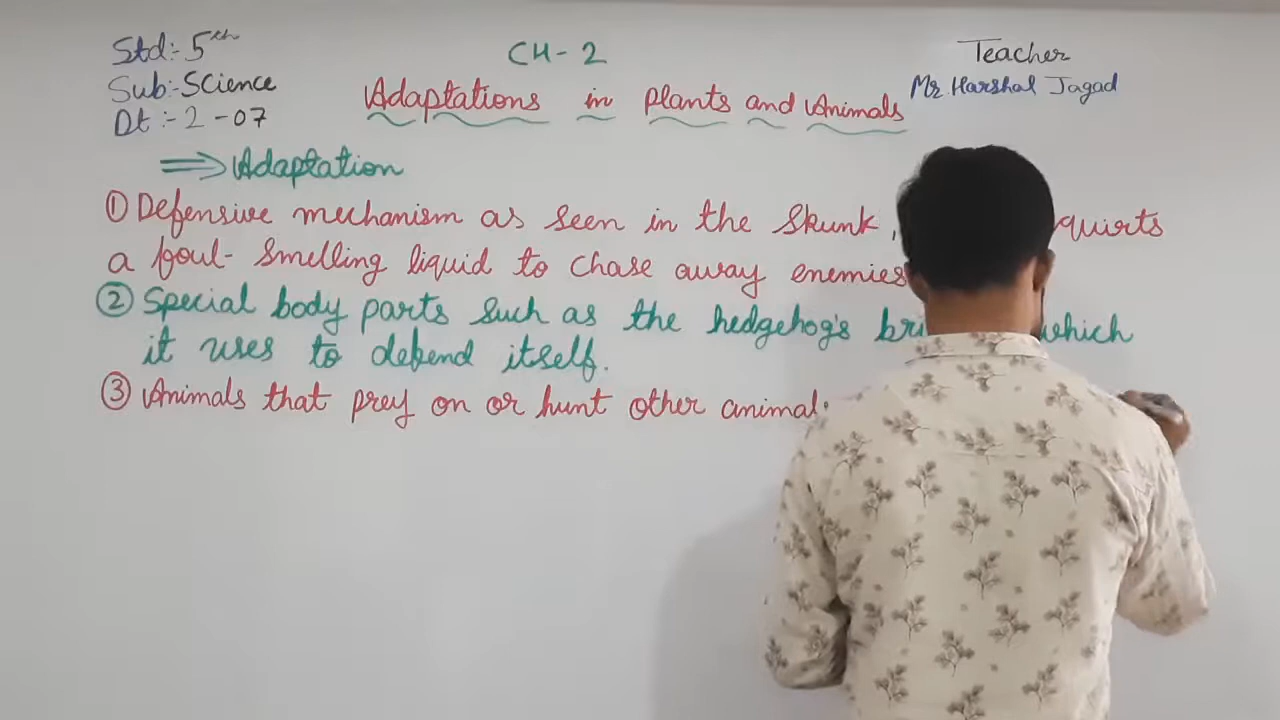 Std:- 5th
CH- 2
Teacher
Sub:- Science
Mr. Harshal Jagad
Adaptations in plants and Animals
Dt :- 2 -07
⇒ Adaptation
① Defensive mechanism as seen in the Skunk, quirts
a foul- Smelling liquid to chase away enemies
② Special body parts such as the hedgehog's bri which
it uses to defend itself.
③ Animals that prey on or hunt other animal